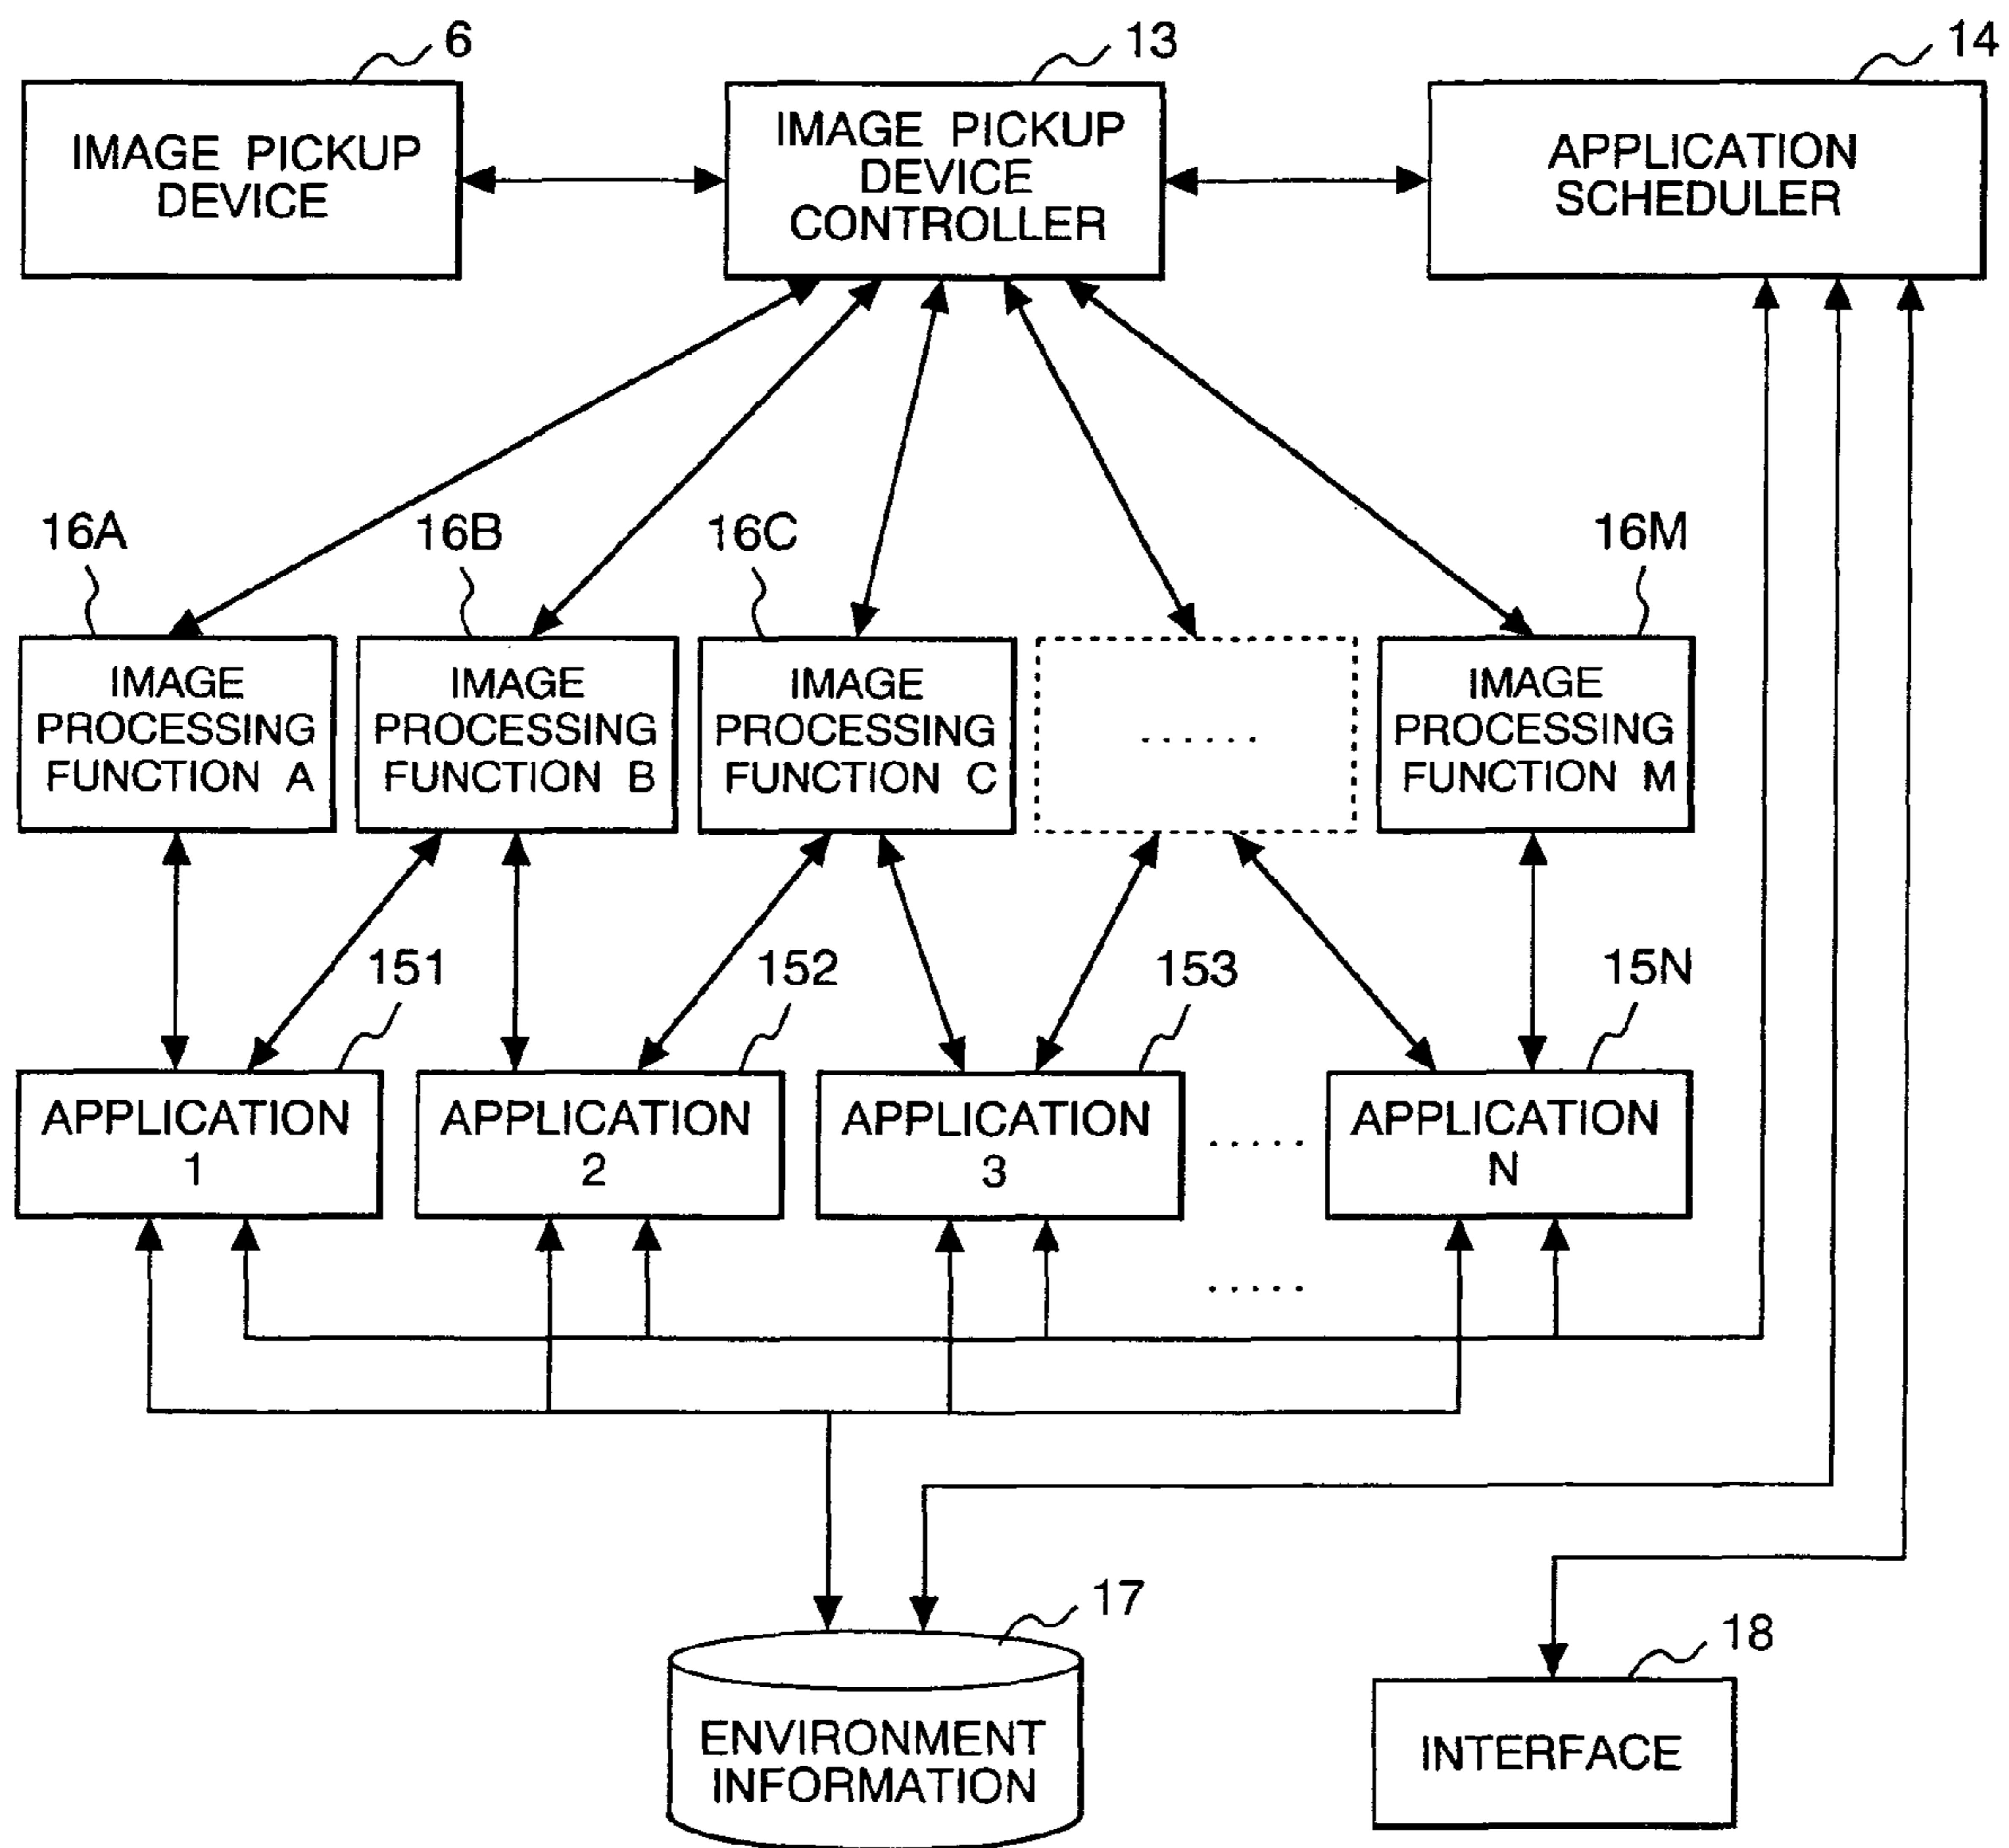 6
13
14
IMAGE PICKUP
DEVICE
IMAGE PICKUP
DEVICE
CONTROLLER
APPLICATION
SCHEDULER
16A
16B
16C
16M
IMAGE
PROCESSING
FUNCTION A
IMAGE
PROCESSING
FUNCTION B
IMAGE
PROCESSING
FUNCTION C
......
IMAGE
PROCESSING
FUNCTION M
151
152
153
15N
APPLICATION
1
APPLICATION
2
APPLICATION
3
.....
APPLICATION
N
.....
17
ENVIRONMENT
INFORMATION
18
INTERFACE